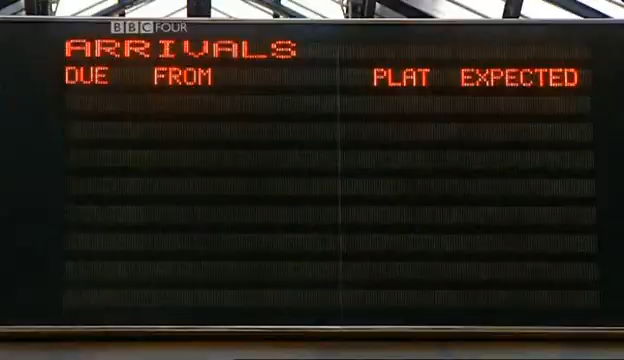 BBC FOUR
ARRIVALS
DUE FROM PLAT EXPECTED